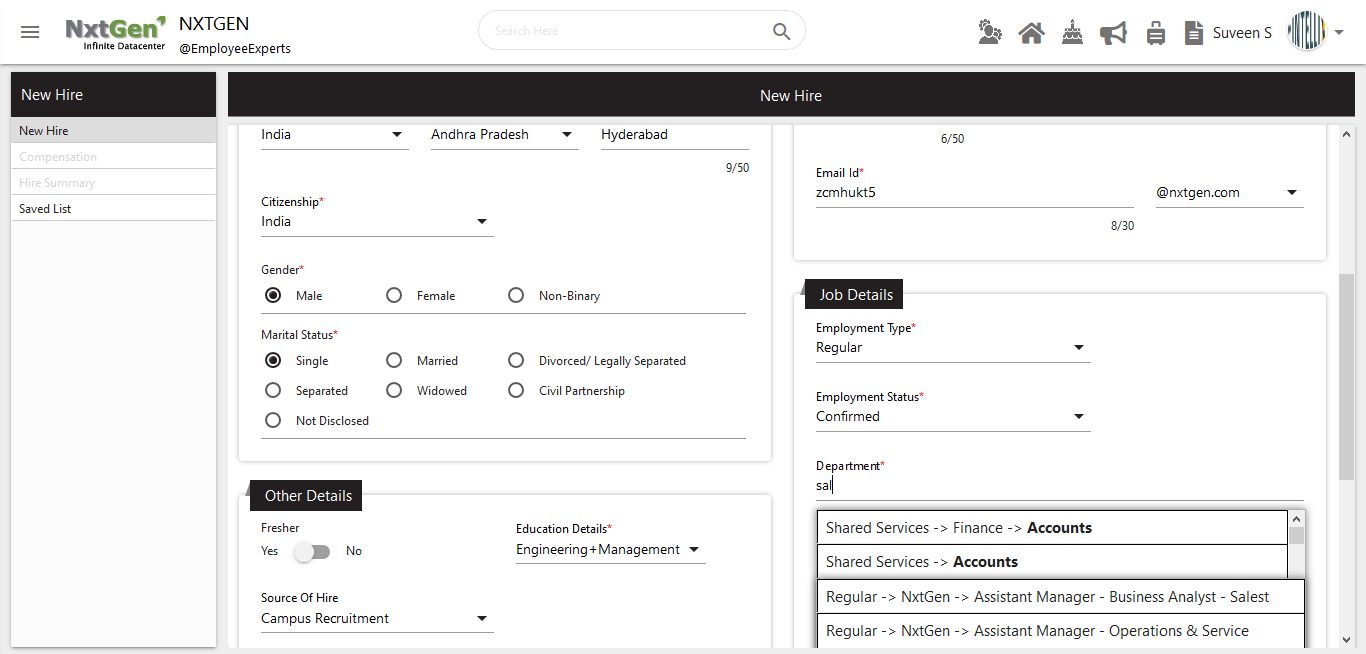 NxtGen
Infinite Datacenter
NXTGEN
@EmployeeExperts
Search Here
Suveen S
INTELI
New Hire
New Hire
Compensation
Hire Summary
Saved List
New Hire
India
Andhra Pradesh
Hyderabad
9/50
Citizenship*
India
Gender*
Male
Female
Non-Binary
Marital Status*
Single
Married
Divorced/ Legally Separated
Separated
Widowed
Civil Partnership
Not Disclosed
Other Details
Fresher
Yes
No
Education Details*
Engineering+Management
Source Of Hire
Campus Recruitment
6/50
Email Id*
zcmhukt5
@nxtgen.com
8/30
Job Details
Employment Type*
Regular
Employment Status*
Confirmed
Department*
sal
Shared Services -> Finance -> Accounts
Shared Services -> Accounts
Regular -> NxtGen -> Assistant Manager - Business Analyst - Salest
Regular -> NxtGen -> Assistant Manager - Operations & Service